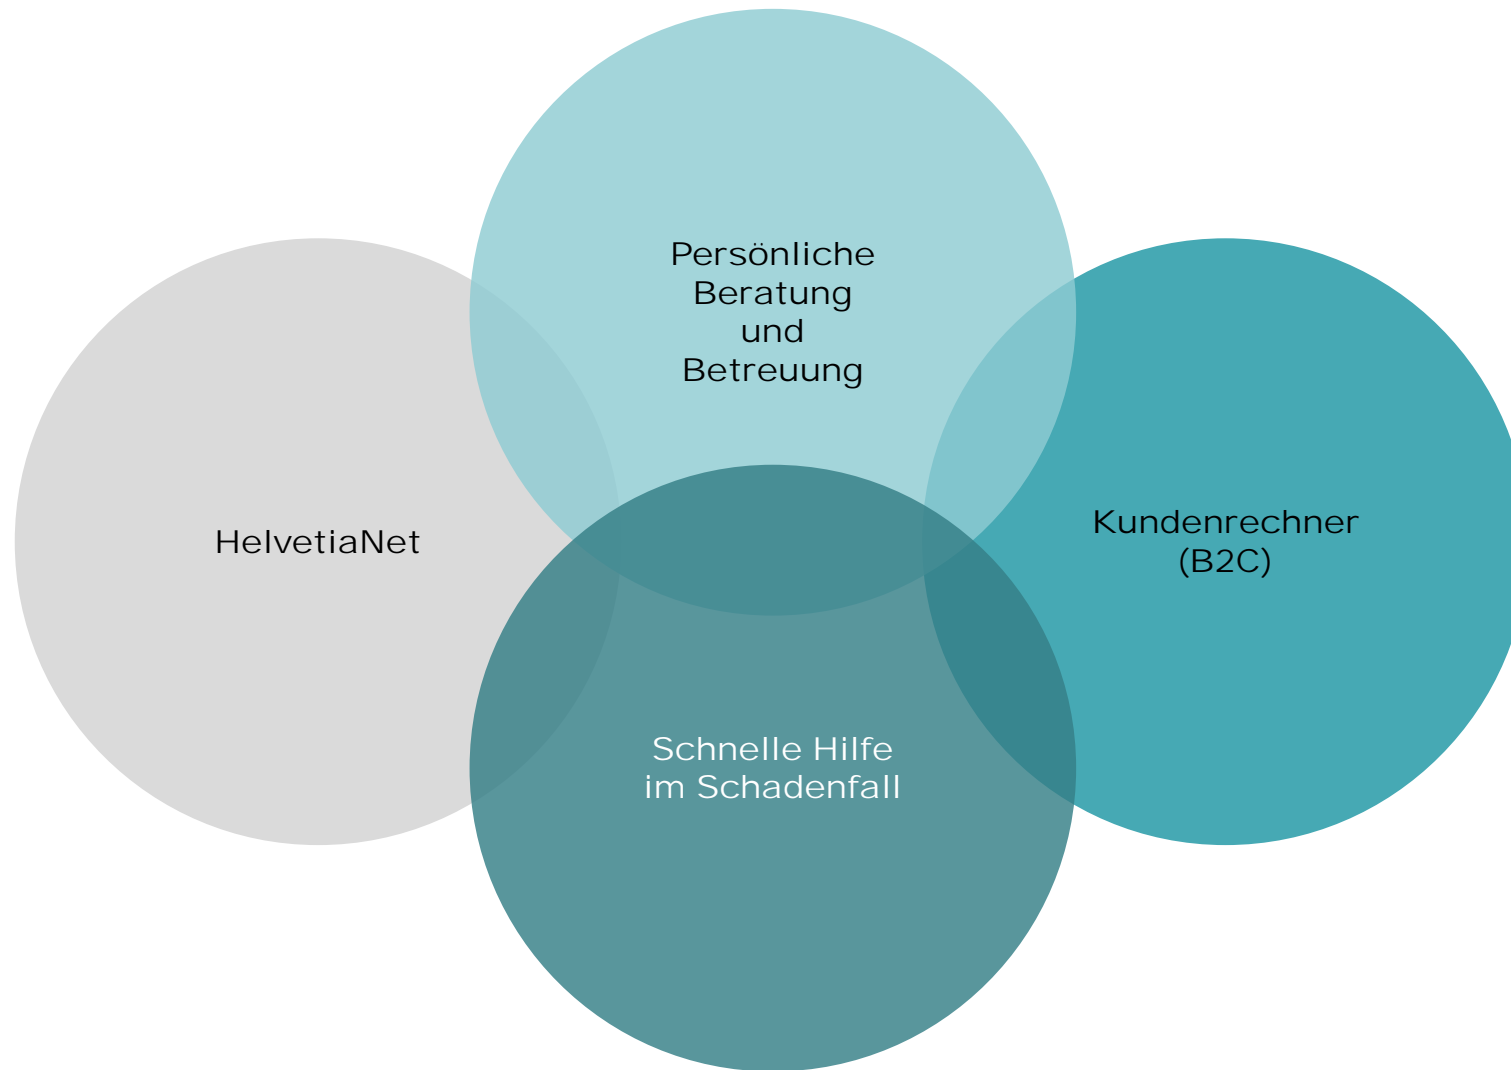 Persönliche
Beratung
und
Betreuung
HelvetiaNet
Kundenrechner
(B2C)
Schnelle Hilfe
im Schadenfall